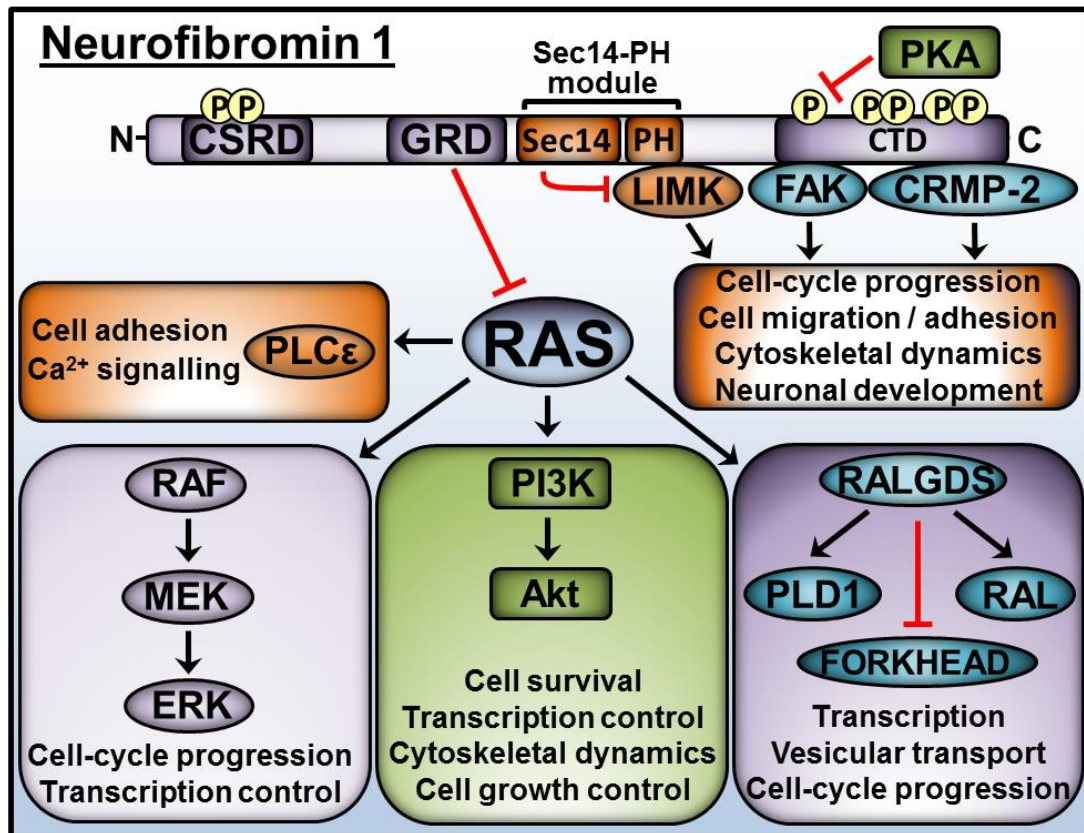 Neurofibromin 1
Sec14-PH
module
PKA
P P
P
P P
P P
N-
CSRD
GRD
Sec14
PH
CTD
C
LIMK
FAK
CRMP-2
Cell-cycle progression
Cell migration / adhesion
Cytoskeletal dynamics
Neuronal development
Cell adhesion
Ca²⁺ signalling
PLCε
RAS
RAF
MEK
ERK
Cell-cycle progression
Transcription control
PI3K
Akt
Cell survival
Transcription control
Cytoskeletal dynamics
Cell growth control
RALGDS
PLD1
RAL
FORKHEAD
Transcription
Vesicular transport
Cell-cycle progression